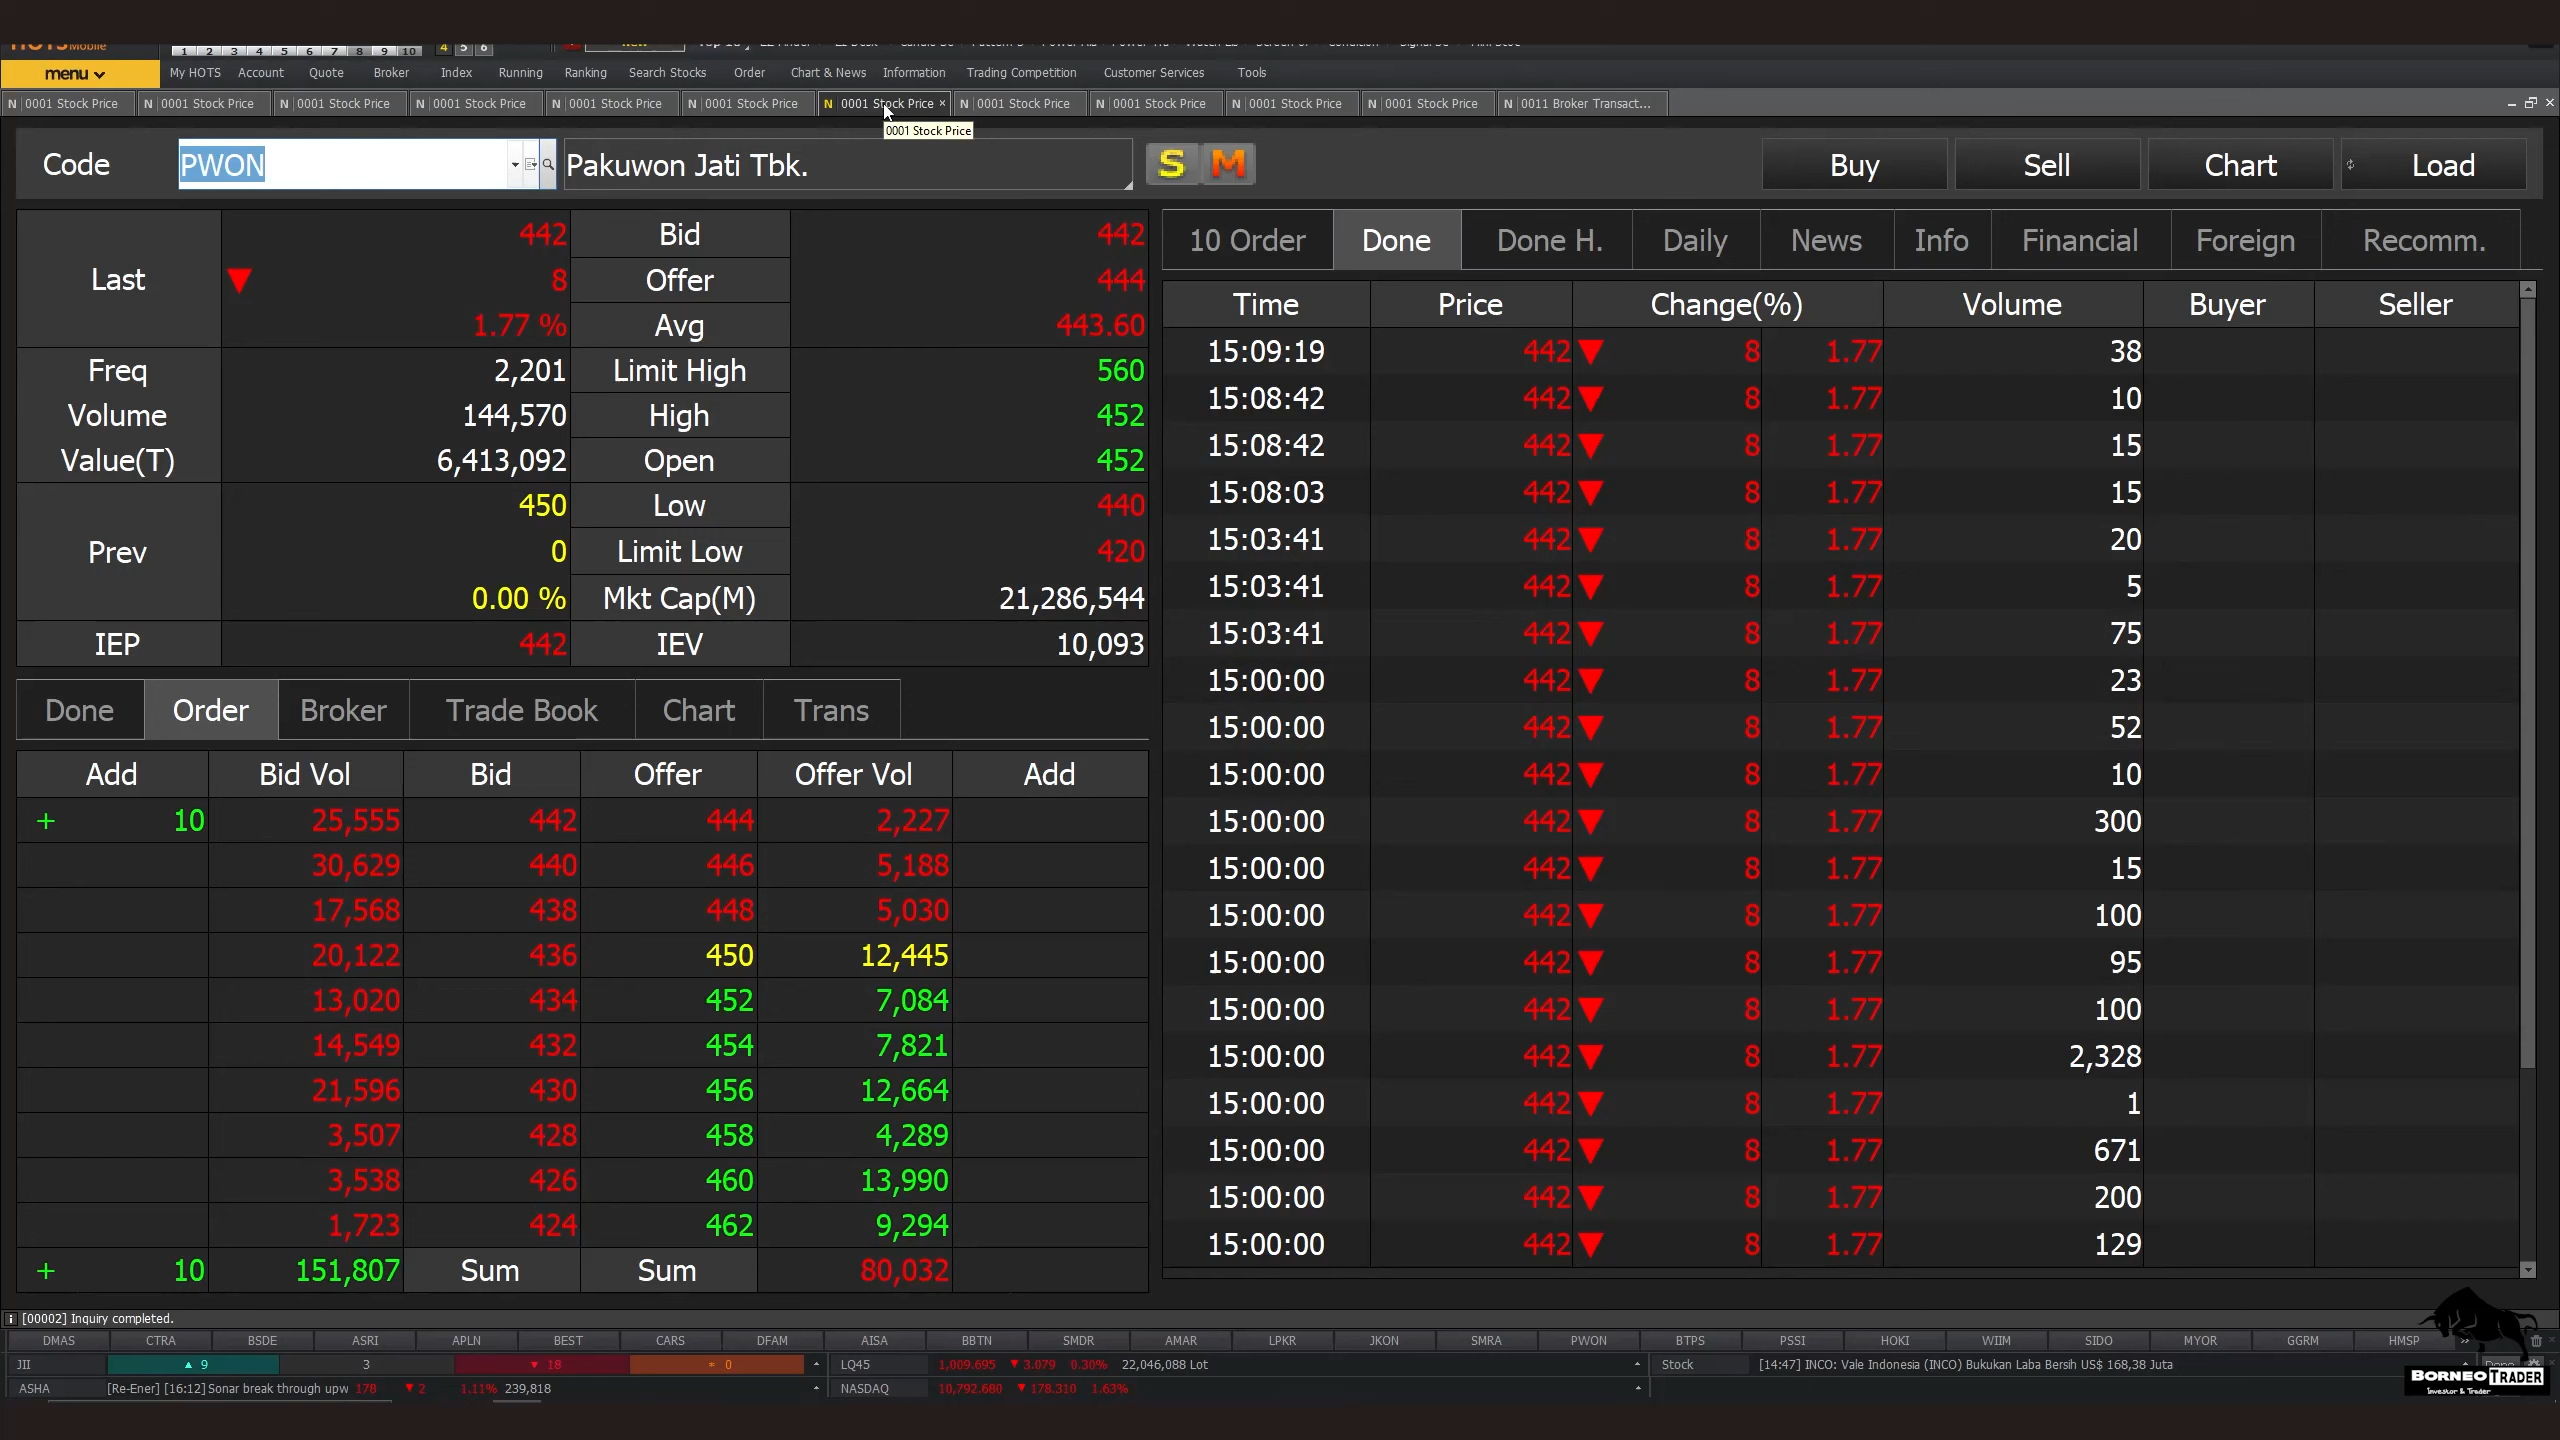 1 2 3 4 5 6 7 8 9 10 4 5 6
menu My HOTS Account Quote Broker Index Running Ranking Search Stocks Order Chart & News Information Trading Competition Customer Services Tools
N 0001 Stock Price N 0001 Stock Price N 0001 Stock Price N 0001 Stock Price N 0001 Stock Price N 0001 Stock Price N 0001 Stock Price × N 0001 Stock Price N 0001 Stock Price N 0001 Stock Price N 0001 Stock Price N 0011 Broker Transact...
0001 Stock Price
Code PWON Pakuwon Jati Tbk. S M Buy Sell Chart Load
Last 442 Bid 442
▼ 8 Offer 444
1.77 % Avg 443.60
Freq 2,201 Limit High 560
Volume 144,570 High 452
Value(T) 6,413,092 Open 452
Prev 450 Low 440
0 Limit Low 420
0.00 % Mkt Cap(M) 21,286,544
IEP 442 IEV 10,093
Done Order Broker Trade Book Chart Trans
Add Bid Vol Bid Offer Offer Vol Add
+ 10 25,555 442 444 2,227
30,629 440 446 5,188
17,568 438 448 5,030
20,122 436 450 12,445
13,020 434 452 7,084
14,549 432 454 7,821
21,596 430 456 12,664
3,507 428 458 4,289
3,538 426 460 13,990
1,723 424 462 9,294
+ 10 151,807 Sum Sum 80,032
10 Order Done Done H. Daily News Info Financial Foreign Recomm.
Time Price Change(%) Volume Buyer Seller
15:09:19 442 ▼ 8 1.77 38
15:08:42 442 ▼ 8 1.77 10
15:08:42 442 ▼ 8 1.77 15
15:08:03 442 ▼ 8 1.77 15
15:03:41 442 ▼ 8 1.77 20
15:03:41 442 ▼ 8 1.77 5
15:03:41 442 ▼ 8 1.77 75
15:00:00 442 ▼ 8 1.77 23
15:00:00 442 ▼ 8 1.77 52
15:00:00 442 ▼ 8 1.77 10
15:00:00 442 ▼ 8 1.77 300
15:00:00 442 ▼ 8 1.77 15
15:00:00 442 ▼ 8 1.77 100
15:00:00 442 ▼ 8 1.77 95
15:00:00 442 ▼ 8 1.77 100
15:00:00 442 ▼ 8 1.77 2,328
15:00:00 442 ▼ 8 1.77 1
15:00:00 442 ▼ 8 1.77 671
15:00:00 442 ▼ 8 1.77 200
15:00:00 442 ▼ 8 1.77 129
[00002] Inquiry completed.
DMAS CTRA BSDE ASRI APLN BEST CARS DFAM AISA BBTN SMDR AMAR LPKR JKON SMRA PWON BTPS PSSI HOKI WIIM SIDO MYOR GGRM HMSP
JII ▲ 9 3 ▼ 18 0 LQ45 1,009.695 ▼ 3.079 0.30% 22,046,088 Lot Stock [14:47] INCO: Vale Indonesia (INCO) Bukukan Laba Bersih US$ 168,38 Juta
ASHA [Re-Ener] [16:12] Sonar break through upw 178 ▼ 2 1.11% 239,818 NASDAQ 10,792.680 ▼ 178.310 1.63%
BORNEO TRADER
Investor & Trader